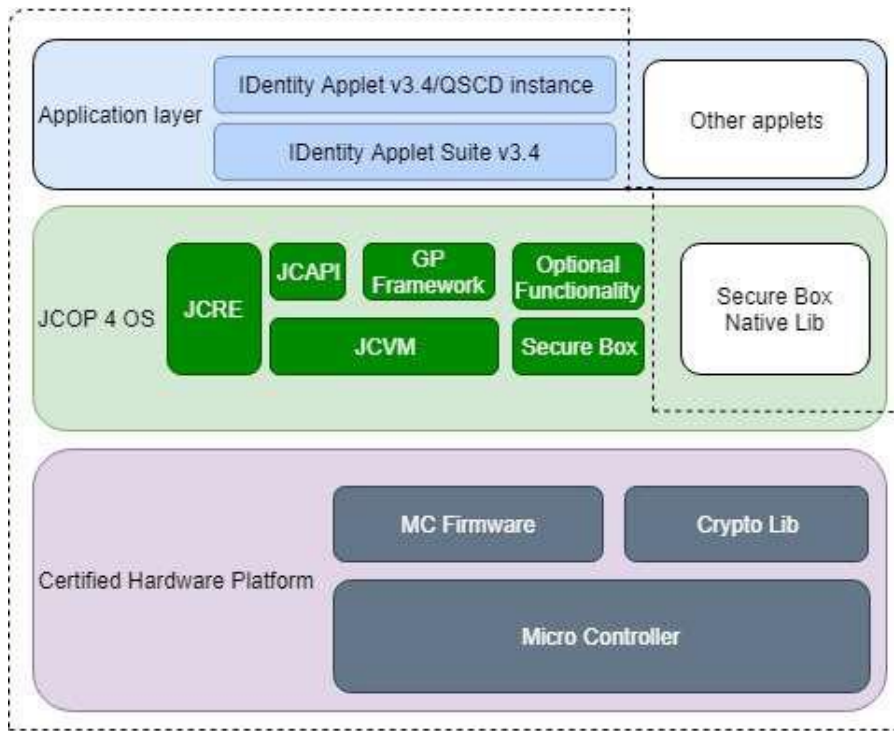 Application layer
IDentity Applet v3.4/QSCD instance
IDentity Applet Suite v3.4
Other applets
JCOP 4 OS
JCRE
JCAPI
GP
Framework
Optional
Functionality
JCVM
Secure Box
Secure Box
Native Lib
Certified Hardware Platform
MC Firmware
Crypto Lib
Micro Controller